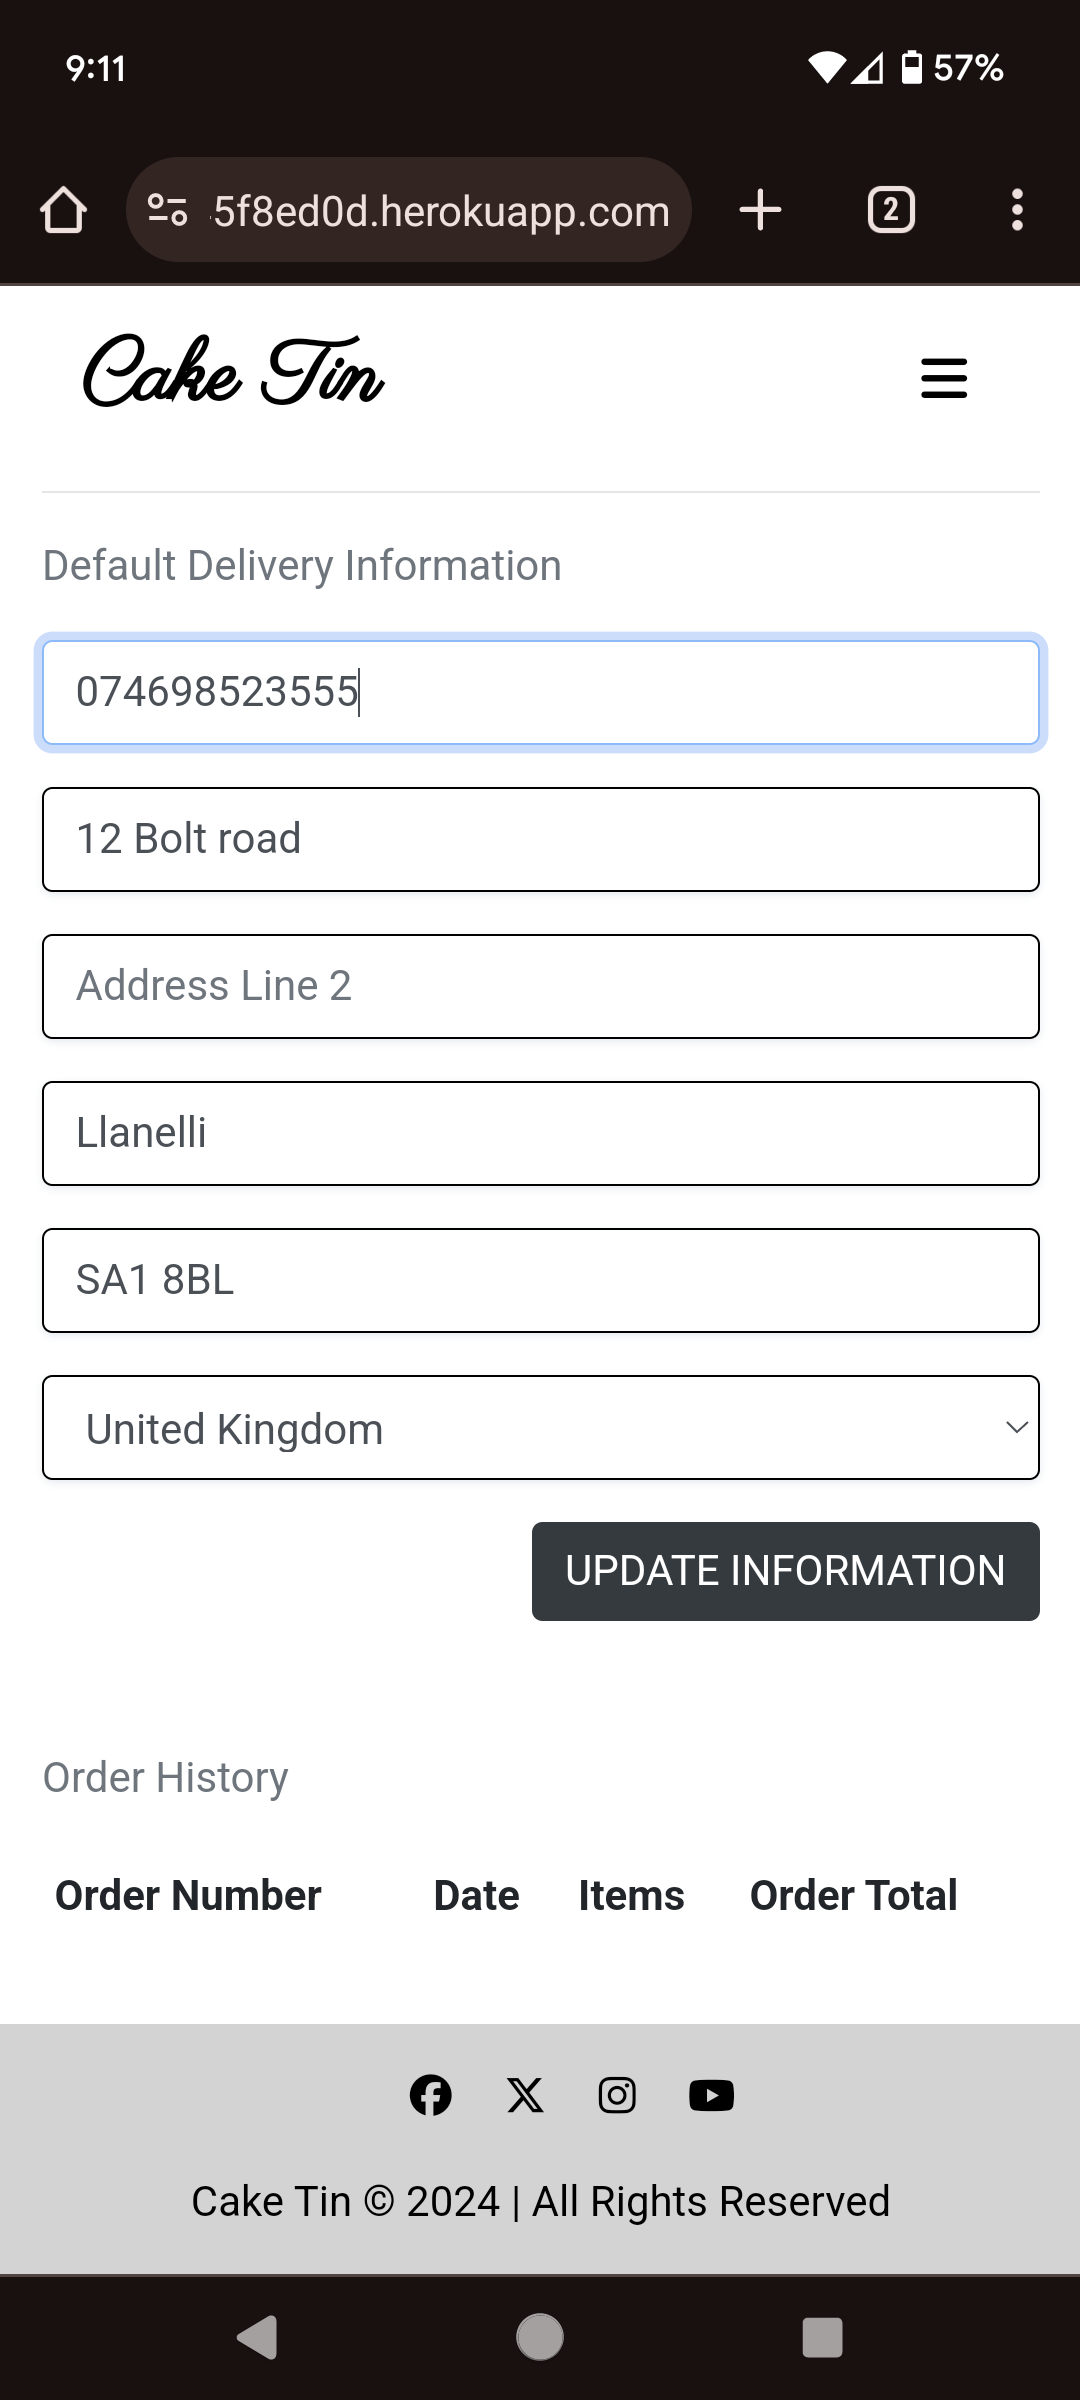 9:11
57%
5f8ed0d.herokuapp.com
2
Cake Tin
Default Delivery Information
074698523555
12 Bolt road
Address Line 2
Llanelli
SA1 8BL
United Kingdom
UPDATE INFORMATION
Order History
Order Number Date Items Order Total
Cake Tin © 2024 | All Rights Reserved